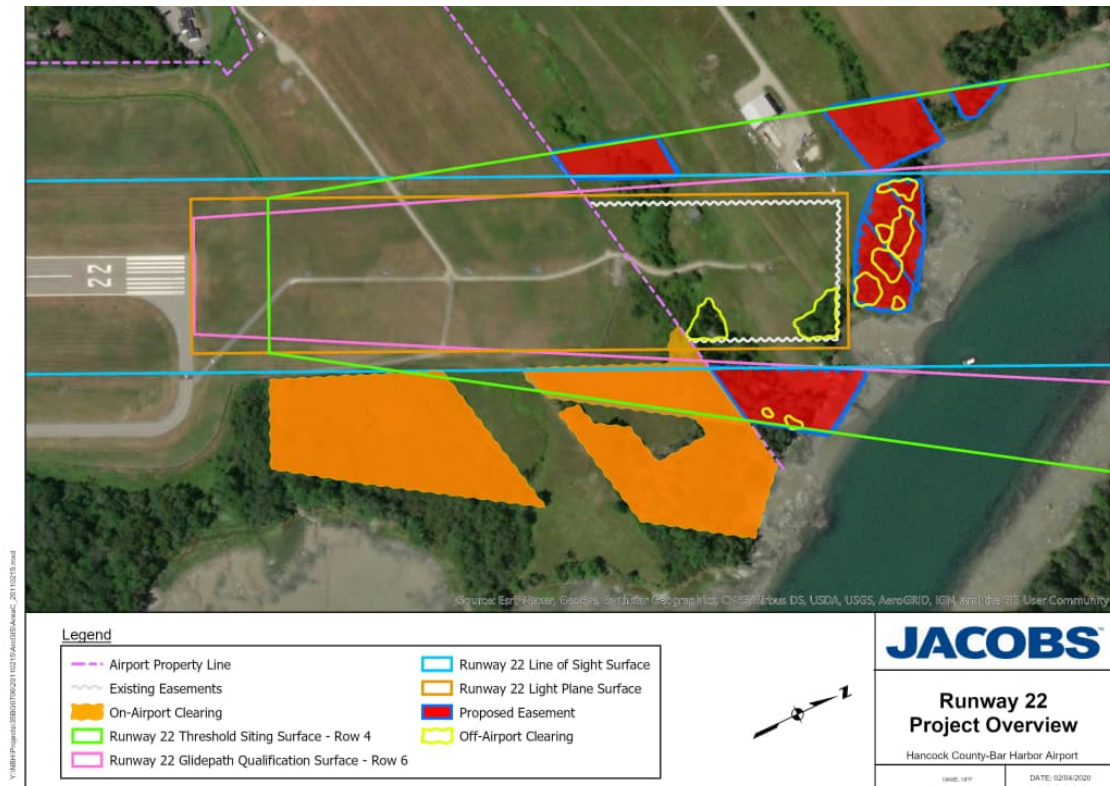 22
Source: Esri, Maxar, GeoEye, Earthstar Geographics, CNES/Airbus DS, USDA, USGS, AeroGRID, IGN, and the GIS User Community
Legend
Airport Property Line
Existing Easements
On-Airport Clearing
Runway 22 Threshold Siting Surface - Row 4
Runway 22 Glidepath Qualification Surface - Row 6
Runway 22 Line of Sight Surface
Runway 22 Light Plane Surface
Proposed Easement
Off-Airport Clearing
Z
JACOBS
Runway 22
Project Overview
Hancock County-Bar Harbor Airport
DATE: 02/04/2020